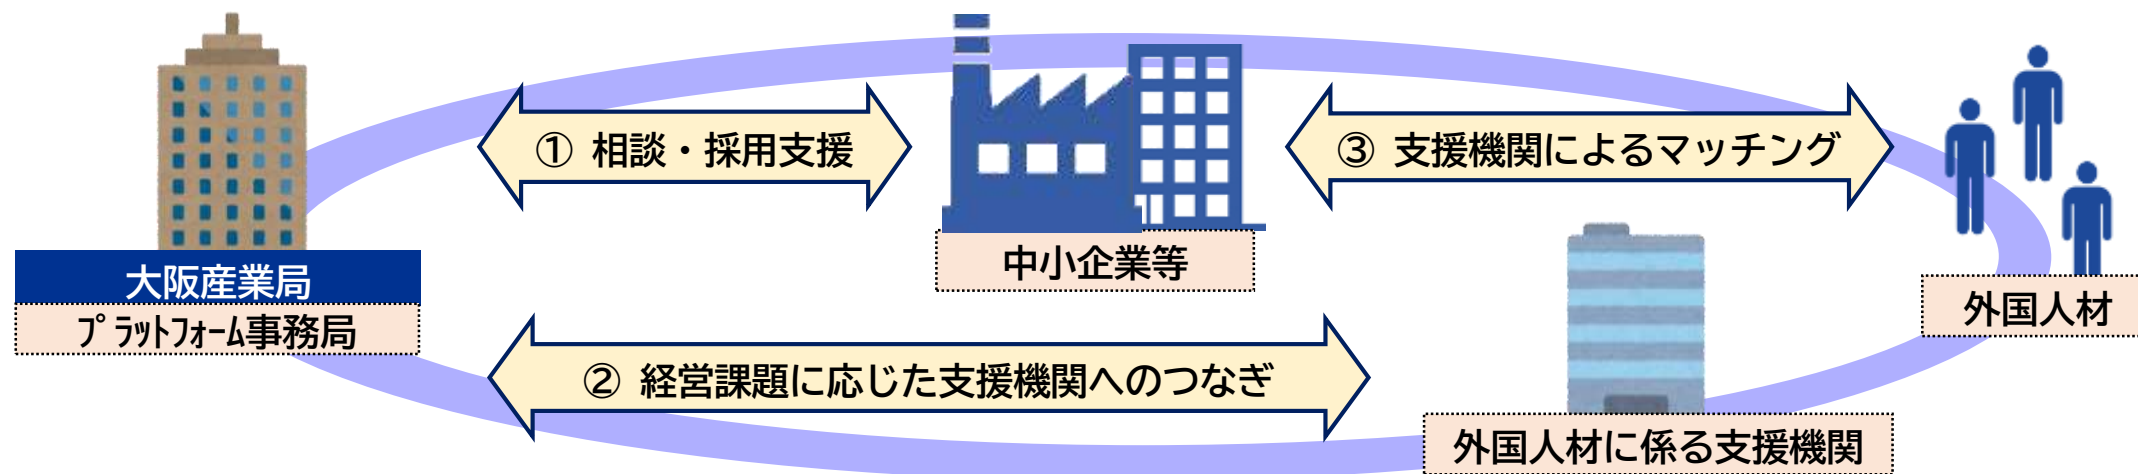 ① 相談・採用支援
③ 支援機関によるマッチング
中小企業等
大阪産業局
ﾌﾟﾗｯﾄﾌｫｰﾑ事務局
外国人材
② 経営課題に応じた支援機関へのつなぎ
外国人材に係る支援機関